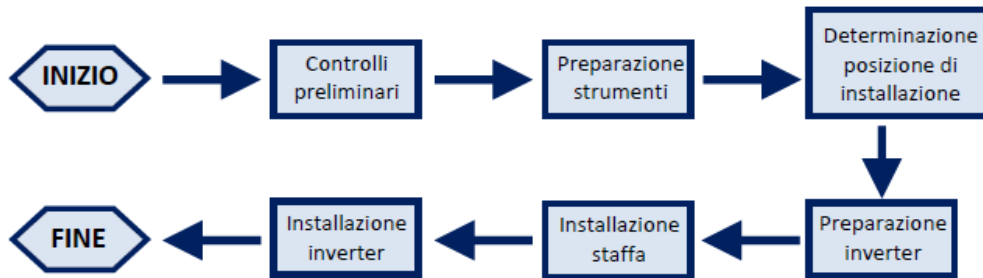 INIZIO
Controlli
preliminari
Preparazione
strumenti
Determinazione
posizione di
installazione
Preparazione
inverter
Installazione
staffa
Installazione
inverter
FINE